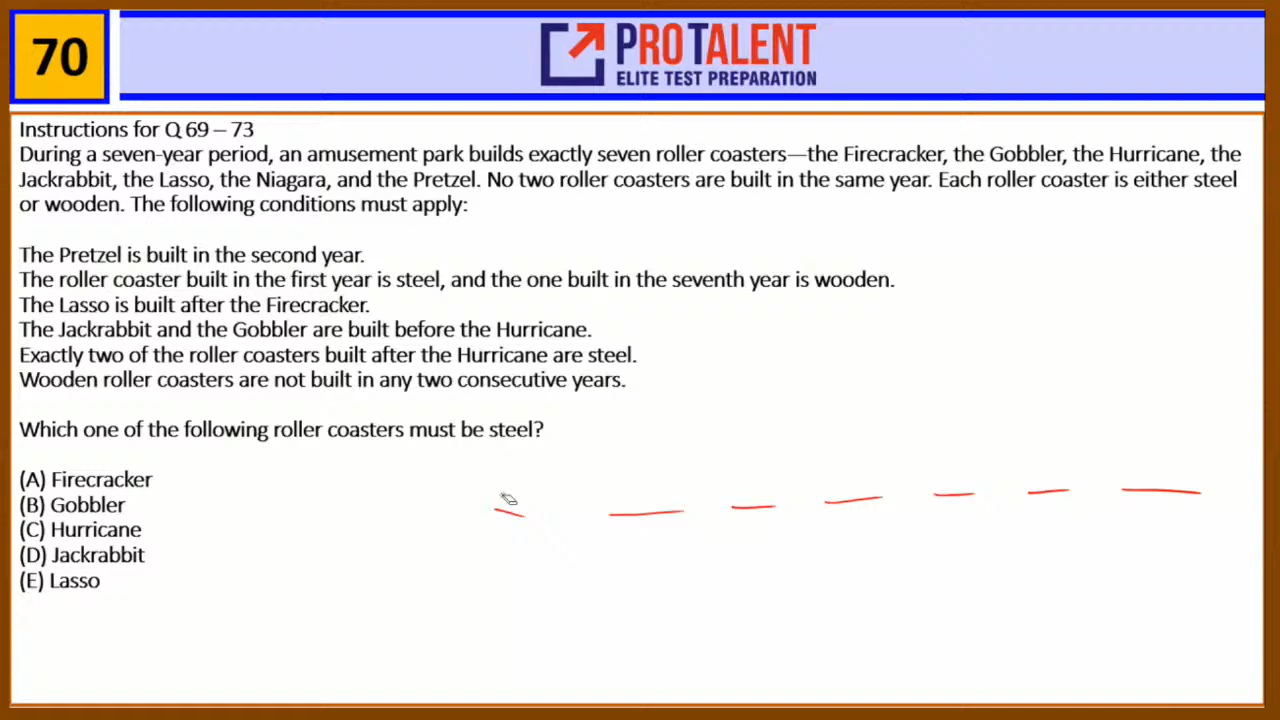 70
PROTALENT
ELITE TEST PREPARATION
Instructions for Q 69 – 73
During a seven-year period, an amusement park builds exactly seven roller coasters—the Firecracker, the Gobbler, the Hurricane, the
Jackrabbit, the Lasso, the Niagara, and the Pretzel. No two roller coasters are built in the same year. Each roller coaster is either steel
or wooden. The following conditions must apply:
The Pretzel is built in the second year.
The roller coaster built in the first year is steel, and the one built in the seventh year is wooden.
The Lasso is built after the Firecracker.
The Jackrabbit and the Gobbler are built before the Hurricane.
Exactly two of the roller coasters built after the Hurricane are steel.
Wooden roller coasters are not built in any two consecutive years.
Which one of the following roller coasters must be steel?
(A) Firecracker
(B) Gobbler
(C) Hurricane
(D) Jackrabbit
(E) Lasso